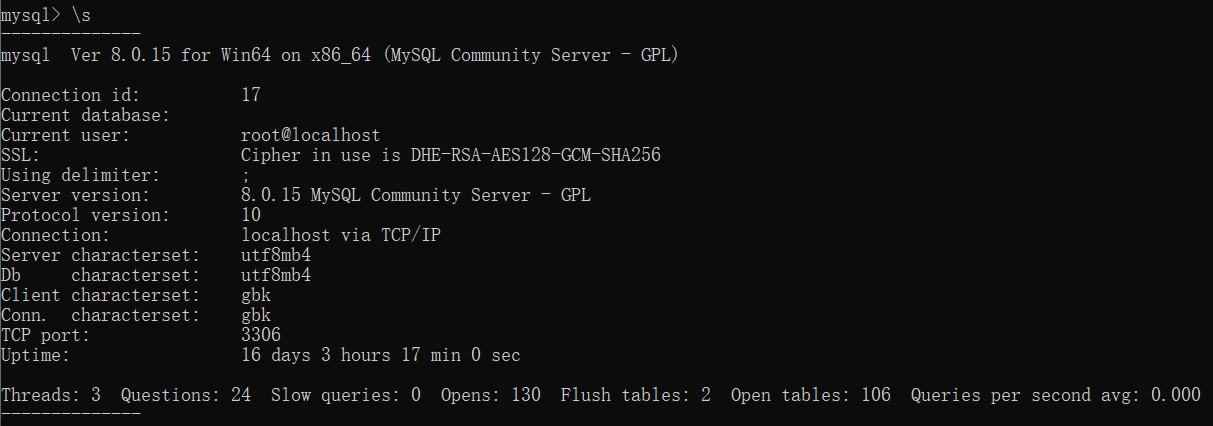 mysql> \s
--------------
mysql  Ver 8.0.15 for Win64 on x86_64 (MySQL Community Server - GPL)

Connection id:          17
Current database:
Current user:           root@localhost
SSL:                    Cipher in use is DHE-RSA-AES128-GCM-SHA256
Using delimiter:        ;
Server version:         8.0.15 MySQL Community Server - GPL
Protocol version:       10
Connection:             localhost via TCP/IP
Server characterset:    utf8mb4
Db     characterset:    utf8mb4
Client characterset:    gbk
Conn.  characterset:    gbk
TCP port:               3306
Uptime:                 16 days 3 hours 17 min 0 sec

Threads: 3  Questions: 24  Slow queries: 0  Opens: 130  Flush tables: 2  Open tables: 106  Queries per second avg: 0.000
--------------